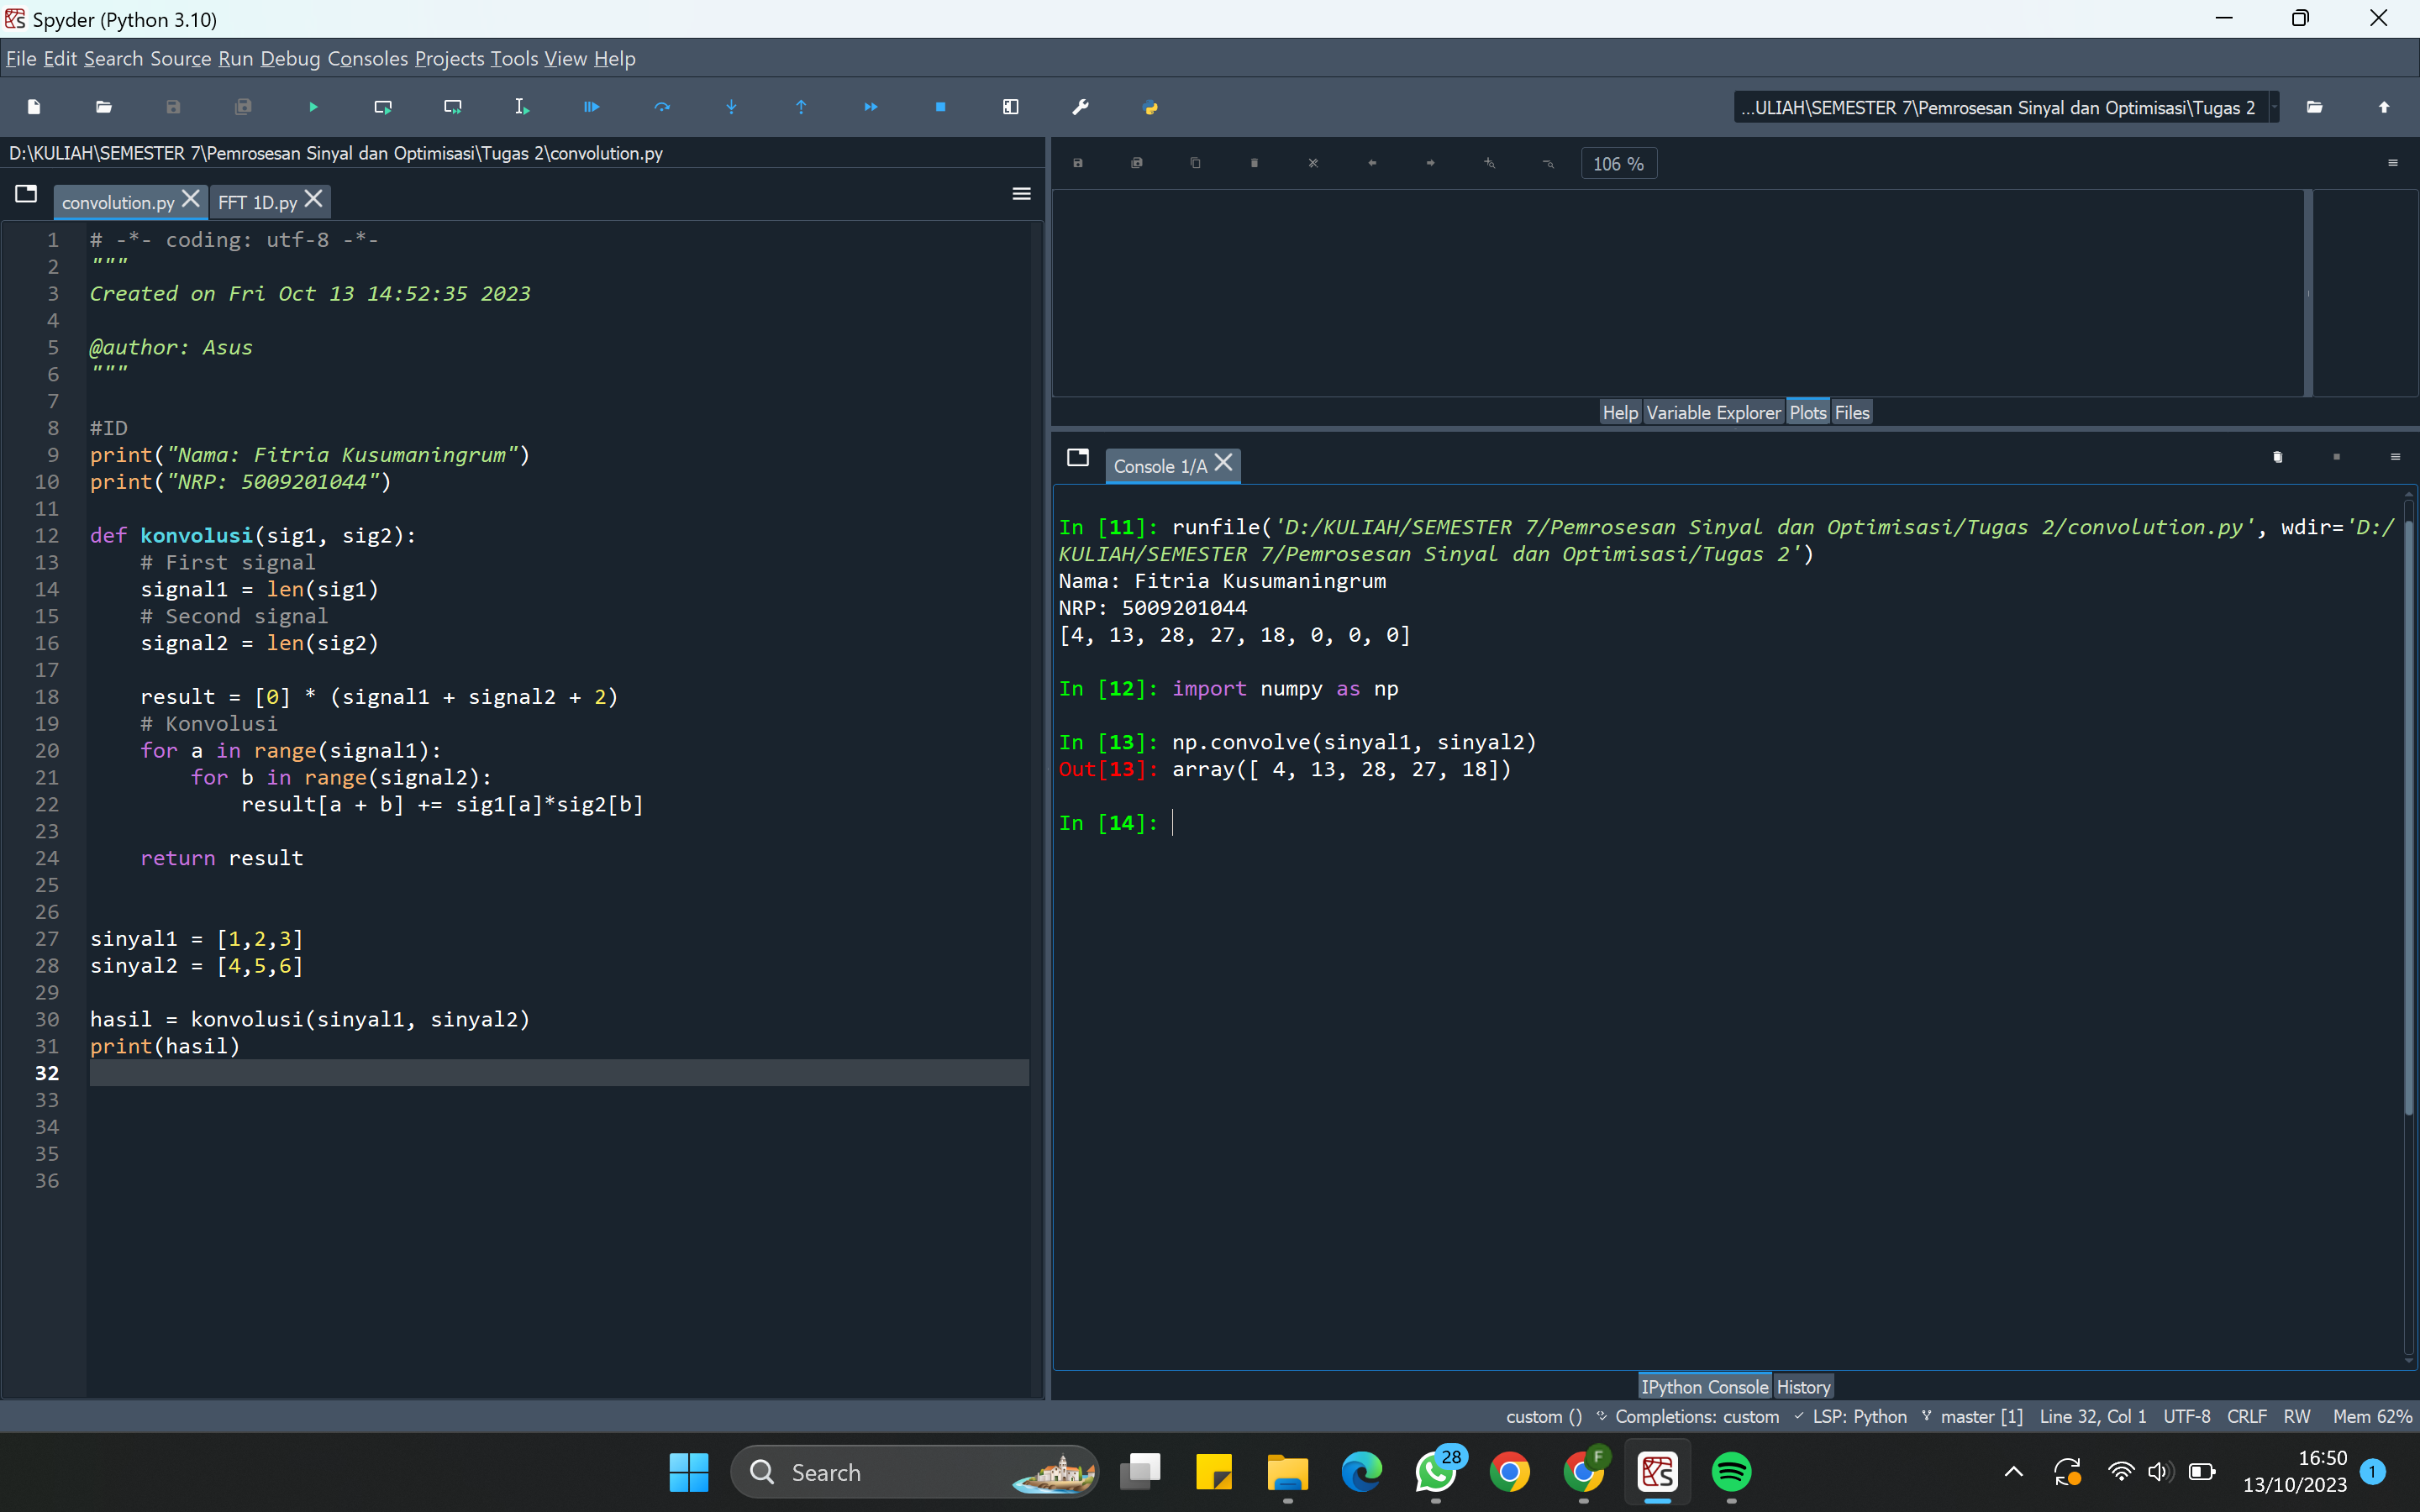 Spyder (Python 3.10)
File Edit Search Source Run Debug Consoles Projects Tools View Help
...ULIAH\SEMESTER 7\Pemrosesan Sinyal dan Optimisasi\Tugas 2
D:\KULIAH\SEMESTER 7\Pemrosesan Sinyal dan Optimisasi\Tugas 2\convolution.py
convolution.py FFT 1D.py
1 # -*- coding: utf-8 -*-
2 """
3 Created on Fri Oct 13 14:52:35 2023
4
5 @author: Asus
6 """
7
8 #ID
9 print("Nama: Fitria Kusumaningrum")
10 print("NRP: 5009201044")
11
12 def konvolusi(sig1, sig2):
13     # First signal
14     signal1 = len(sig1)
15     # Second signal
16     signal2 = len(sig2)
17
18     result = [0] * (signal1 + signal2 + 2)
19     # Konvolusi
20     for a in range(signal1):
21         for b in range(signal2):
22             result[a + b] += sig1[a]*sig2[b]
23
24     return result
25
26
27 sinyal1 = [1,2,3]
28 sinyal2 = [4,5,6]
29
30 hasil = konvolusi(sinyal1, sinyal2)
31 print(hasil)
32
33
34
35
36
106 %
Help Variable Explorer Plots Files
Console 1/A
In [11]: runfile('D:/KULIAH/SEMESTER 7/Pemrosesan Sinyal dan Optimisasi/Tugas 2/convolution.py', wdir='D:/
KULIAH/SEMESTER 7/Pemrosesan Sinyal dan Optimisasi/Tugas 2')
Nama: Fitria Kusumaningrum
NRP: 5009201044
[4, 13, 28, 27, 18, 0, 0, 0]
In [12]: import numpy as np
In [13]: np.convolve(sinyal1, sinyal2)
Out[13]: array([ 4, 13, 28, 27, 18])
In [14]:
IPython Console History
custom () Completions: custom LSP: Python master [1] Line 32, Col 1 UTF-8 CRLF RW Mem 62%
Search
28
F
16:50
13/10/2023
1